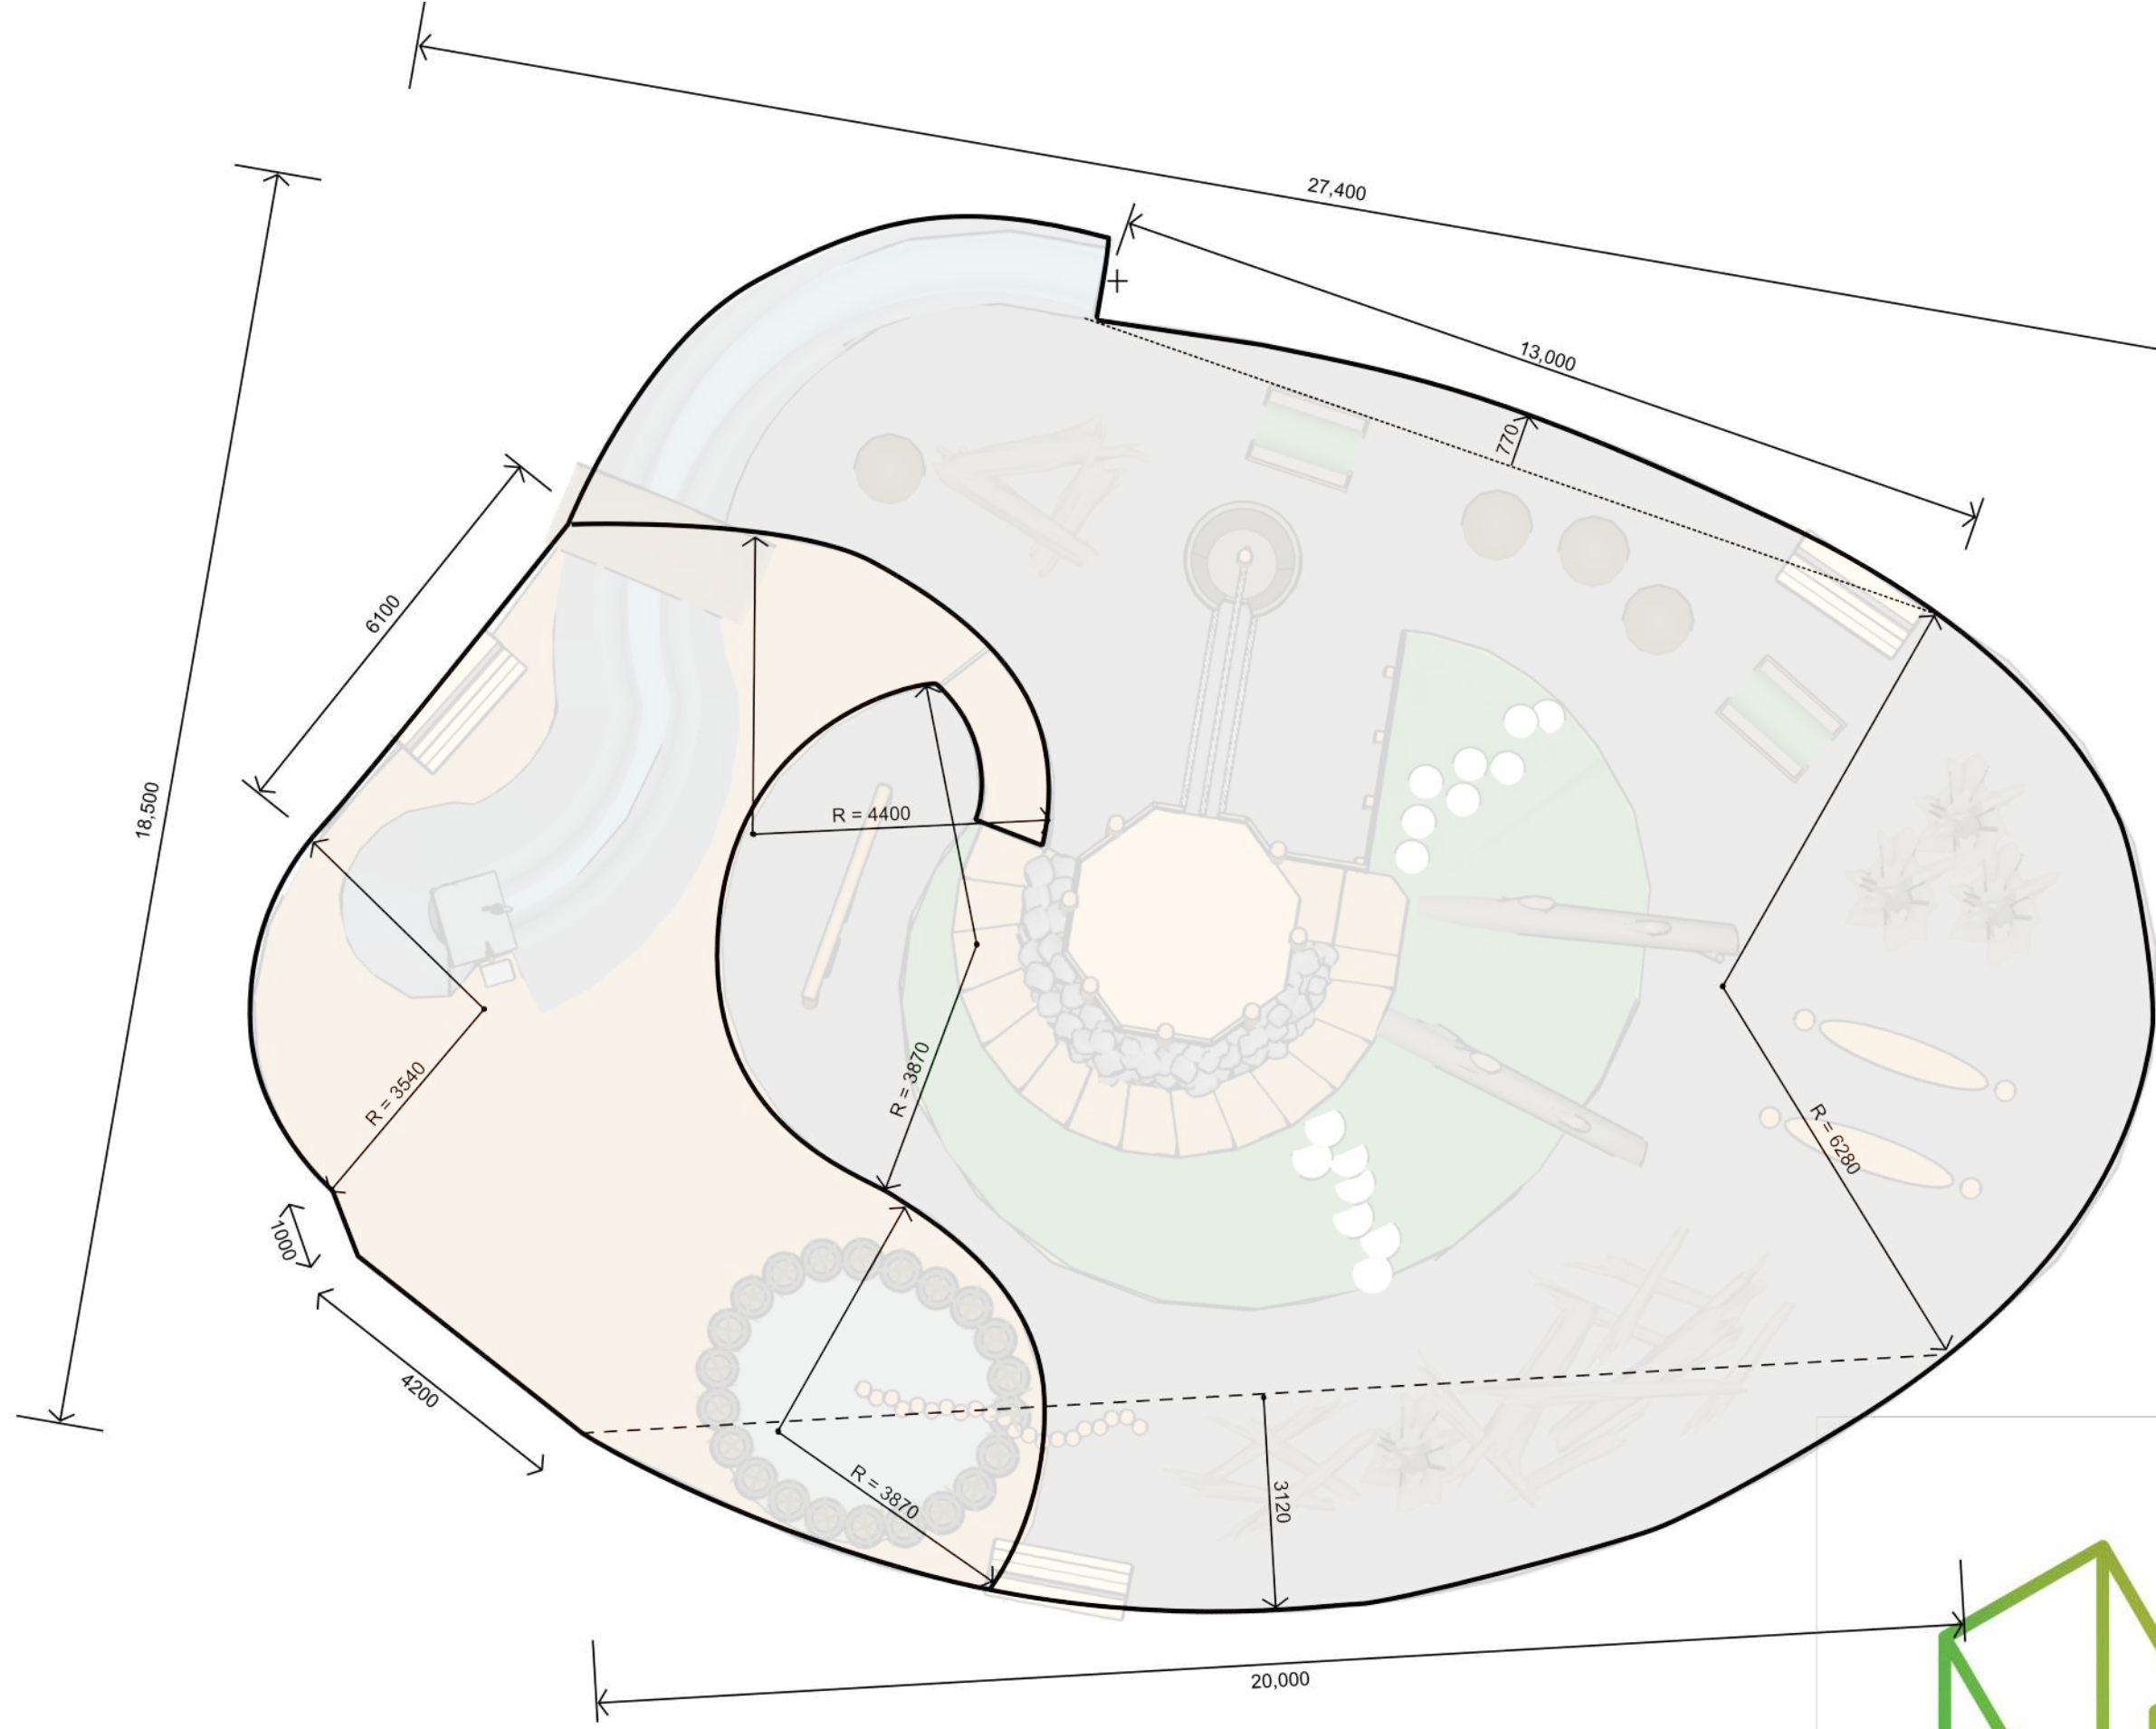 27,400
13,000
770
6100
18,500
R = 4400
R = 3540
R = 3870
R = 6280
1000
4200
R = 3870
3120
20,000